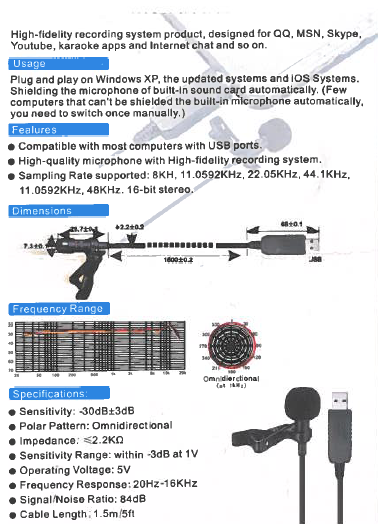 High-fidelity recording system product, designed for QQ, MSN, Skype,
Youtube, karaoke apps and Internet chat and so on.
Usage
Plug and play on Windows XP, the updated systems and iOS Systems.
Shielding the microphone of built-in sound card automatically. (Few
computers that can't be shielded the built-in microphone automatically,
you need to switch once manually.)
Features
● Compatible with most computers with USB ports.
● High-quality microphone with High-fidelity recording system.
● Sampling Rate supported: 8KH, 11.0592KHz, 22.05KHz, 44.1KHz,
11.0592KHz, 48KHz. 16-bit stereo.
Dimensions
2.2±0.2
68±0.1
7.3±0.
1500±0.2
USB
Frequency Range
Omnidirectional
(at 1kHz)
Specifications:
● Sensitivity: -30dB±3dB
● Polar Pattern: Omnidirectional
● Impedance: ≤2.2KΩ
● Sensitivity Range: within -3dB at 1V
● Operating Voltage: 5V
● Frequency Response: 20Hz-16KHz
● Signal/Noise Ratio: 84dB
● Cable Length: 1.5m/5ft